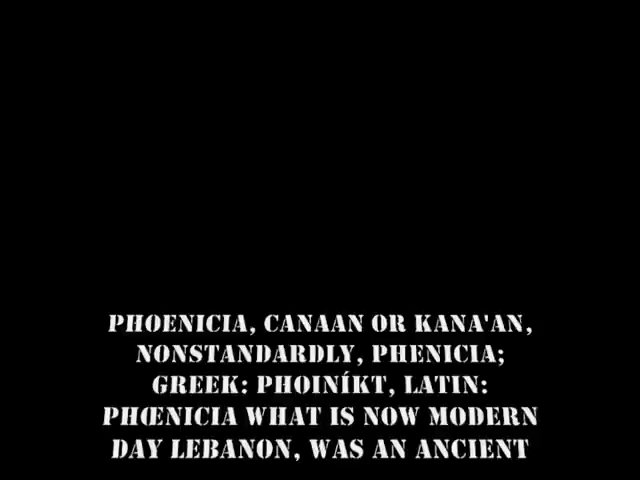 PHOENICIA, CANAAN OR KANA'AN,
NONSTANDARDLY, PHENICIA;
GREEK: PHOINÍKT, LATIN:
PHŒNICIA WHAT IS NOW MODERN
DAY LEBANON, WAS AN ANCIENT